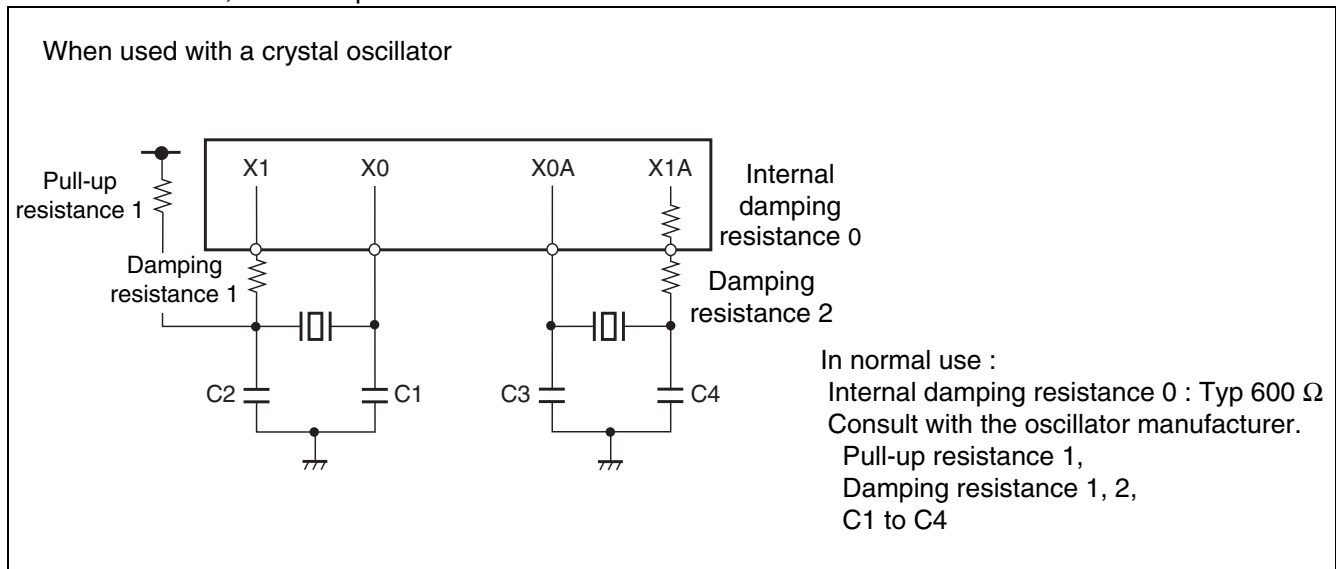 When used with a crystal oscillator
X1
X0
X0A
X1A
Pull-up
resistance 1
Internal
damping
resistance 0
Damping
resistance 1
Damping
resistance 2
C2
C1
C3
C4
In normal use :
Internal damping resistance 0 : Typ 600 Ω
Consult with the oscillator manufacturer.
Pull-up resistance 1,
Damping resistance 1, 2,
C1 to C4